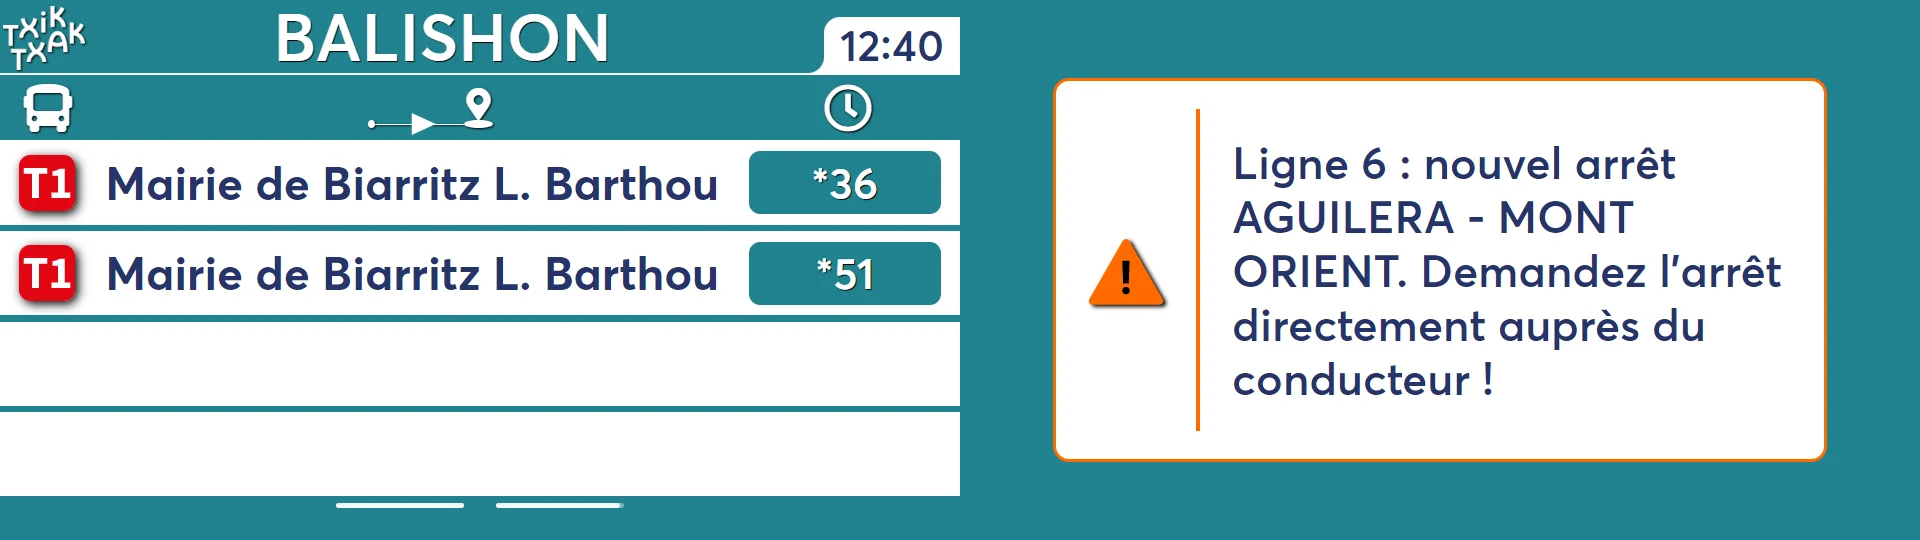 TXIK
TXAK
BALISHON
12:40
T1 Mairie de Biarritz L. Barthou *36
T1 Mairie de Biarritz L. Barthou *51
!
Ligne 6 : nouvel arrêt
AGUILERA - MONT
ORIENT. Demandez l'arrêt
directement auprès du
conducteur !